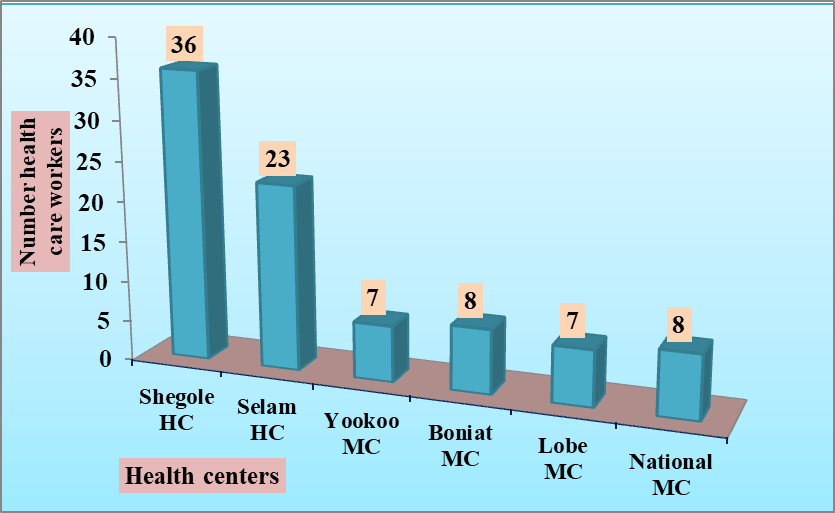 40
35
30
25
20
15
10
5
0
Number health
care workers
36
23
7
8
7
8
Shegole
HC
Selam
HC
Yookoo
MC
Boniat
MC
Lobe
MC
National
MC
Health centers